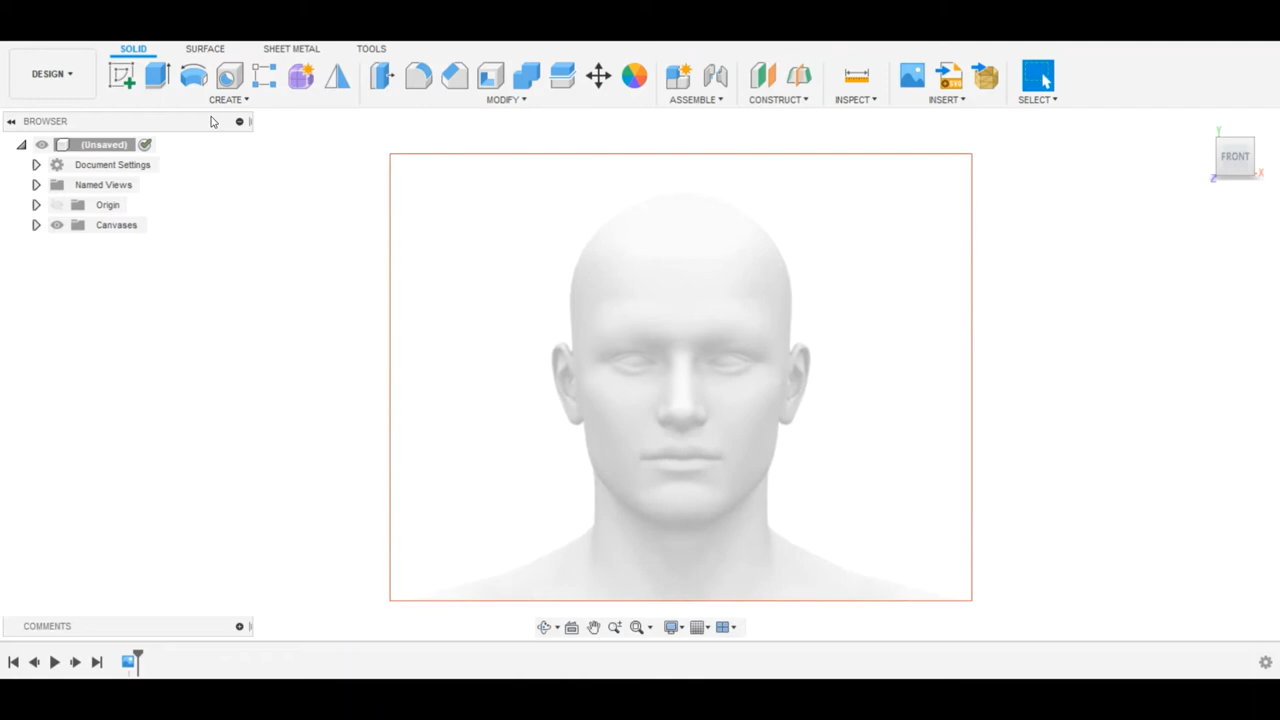 SOLID SURFACE SHEET METAL TOOLS
DESIGN
CREATE MODIFY ASSEMBLE CONSTRUCT INSPECT INSERT SELECT
BROWSER
(Unsaved)
Document Settings
Named Views
Origin
Canvases
Y
FRONT
X
Z
COMMENTS